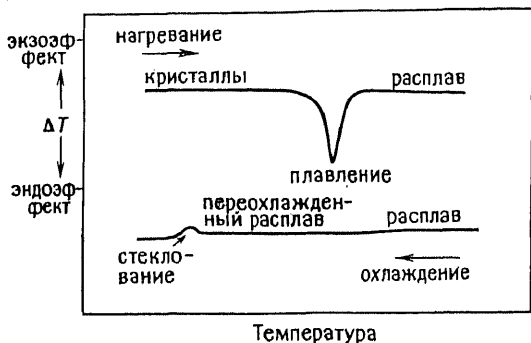 экзоэф-
фект
ΔT
эндоэф-
фект
нагревание
кристаллы
расплав
плавление
переохлажден-
ный расплав
расплав
стекло-
вание
охлаждение
Температура